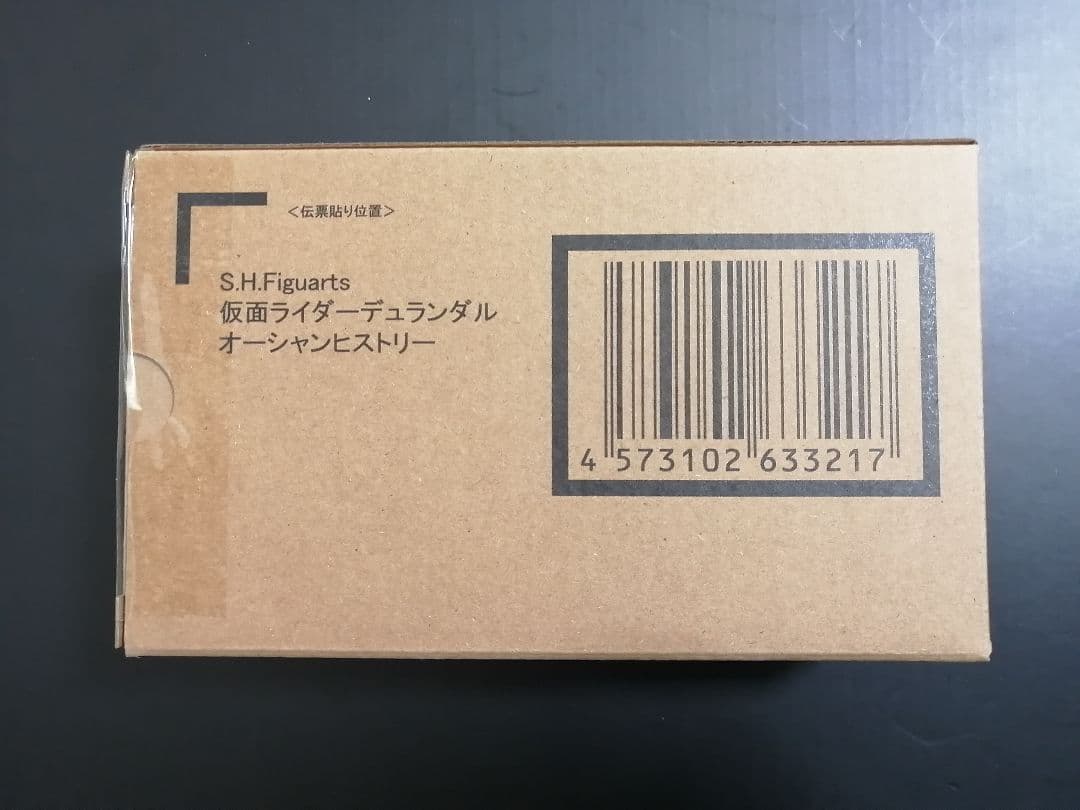 ＜伝票貼り位置＞
S.H.Figuarts
仮面ライダーデュランダル
オーシャンヒストリー
4 573102 633217